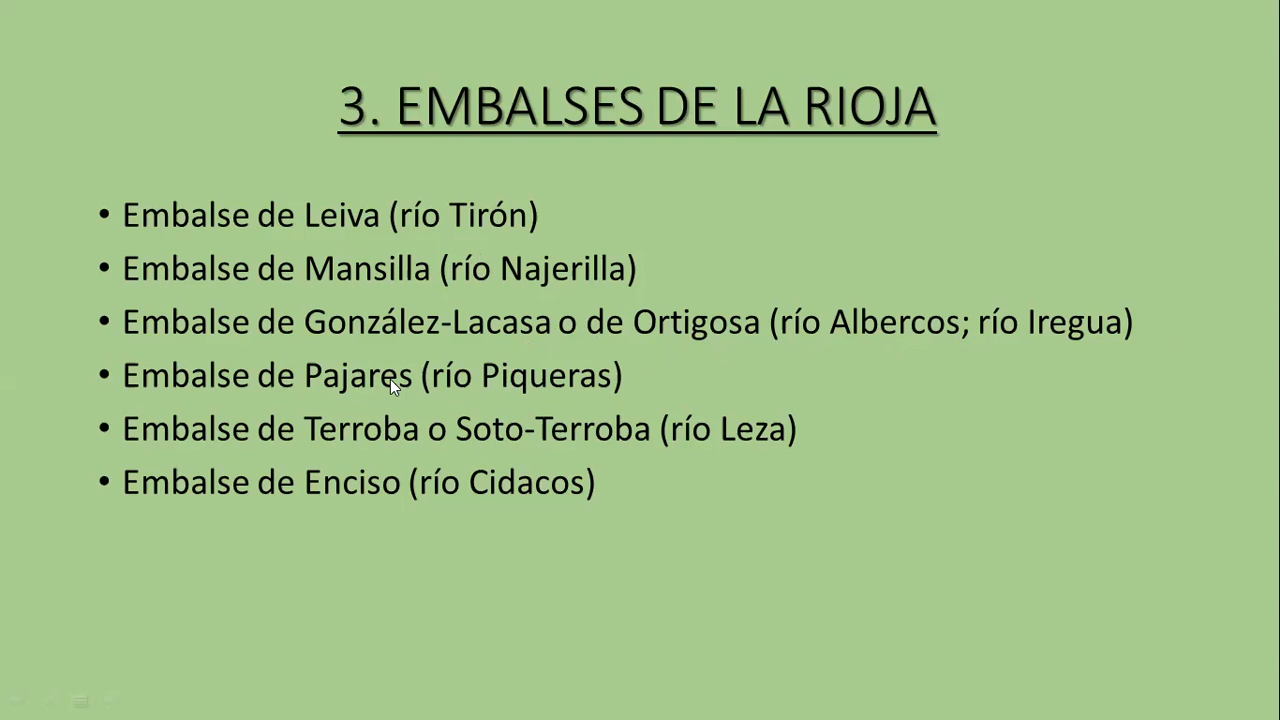 3. EMBALSES DE LA RIOJA
• Embalse de Leiva (río Tirón)
• Embalse de Mansilla (río Najerilla)
• Embalse de González-Lacasa o de Ortigosa (río Albercos; río Iregua)
• Embalse de Pajares (río Piqueras)
• Embalse de Terroba o Soto-Terroba (río Leza)
• Embalse de Enciso (río Cidacos)